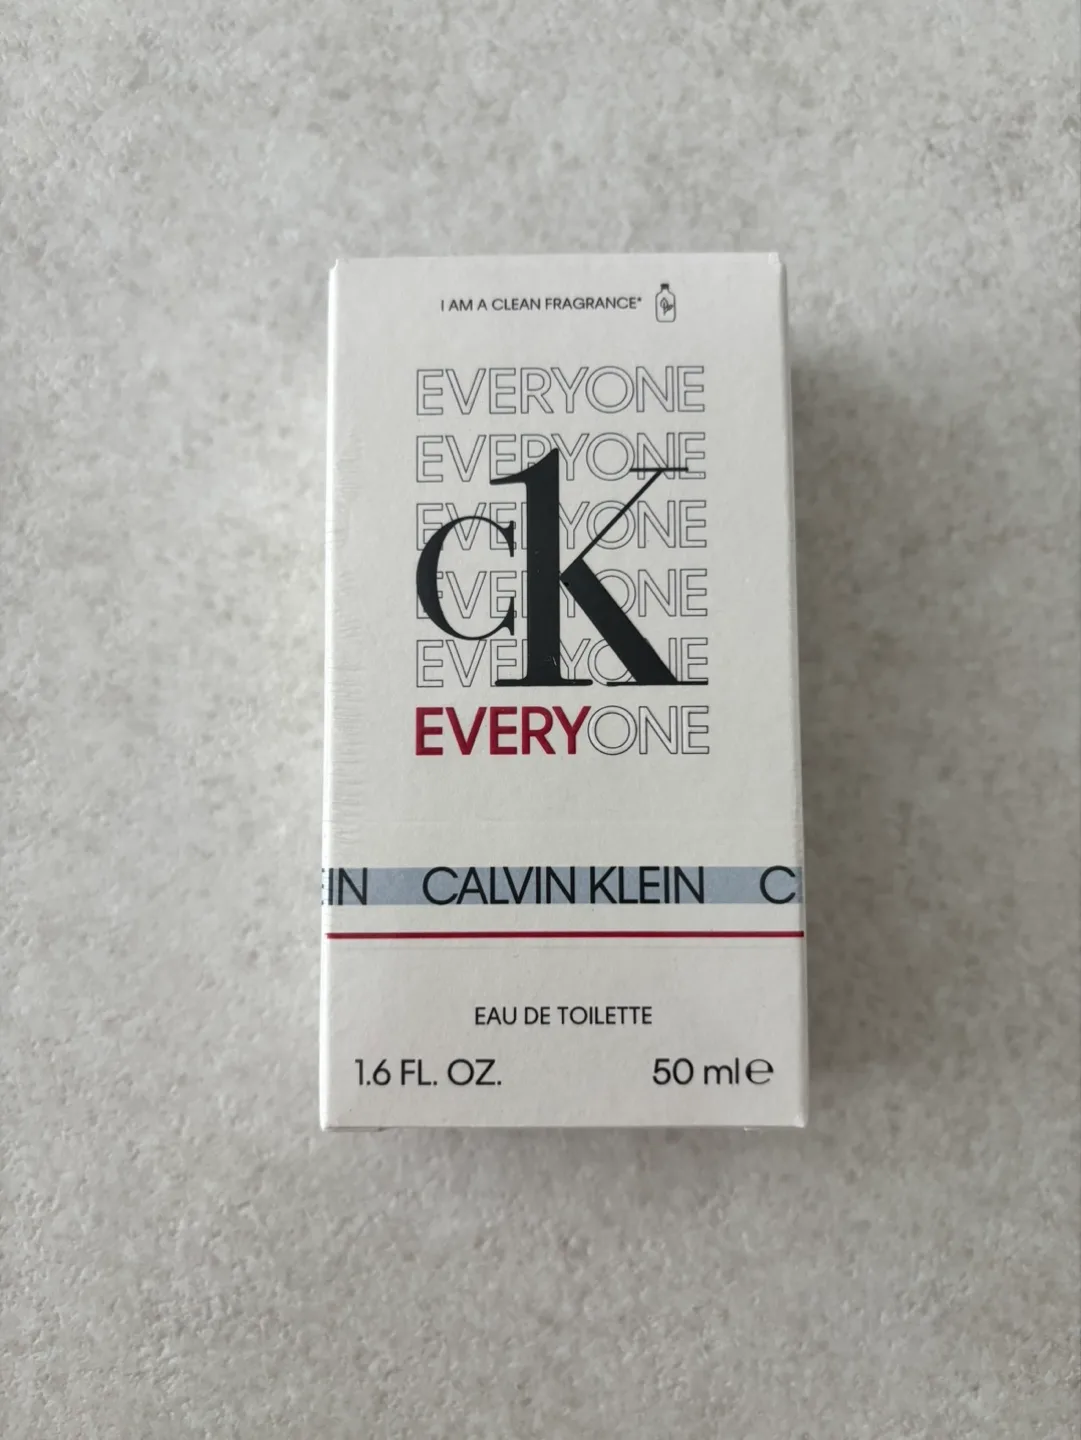 I AM A CLEAN FRAGRANCE*
EVERYONE
EVERYONE
EVERYONE
EVERYONE
EVERYONE
EVERYONE
cK
IN CALVIN KLEIN C
EAU DE TOILETTE
1.6 FL. OZ. 50 ml ℮